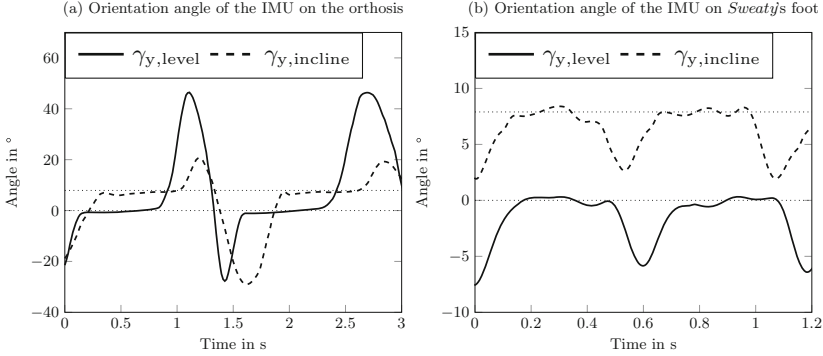 (a) Orientation angle of the IMU on the orthosis
60
40
20
0
−20
−40
Angle in °
γy,level
γy,incline
0
0.5
1
1.5
2
2.5
3
Time in s
(b) Orientation angle of the IMU on Sweaty's foot
15
10
5
0
−5
−10
Angle in °
γy,level
γy,incline
0
0.2
0.4
0.6
0.8
1
1.2
Time in s